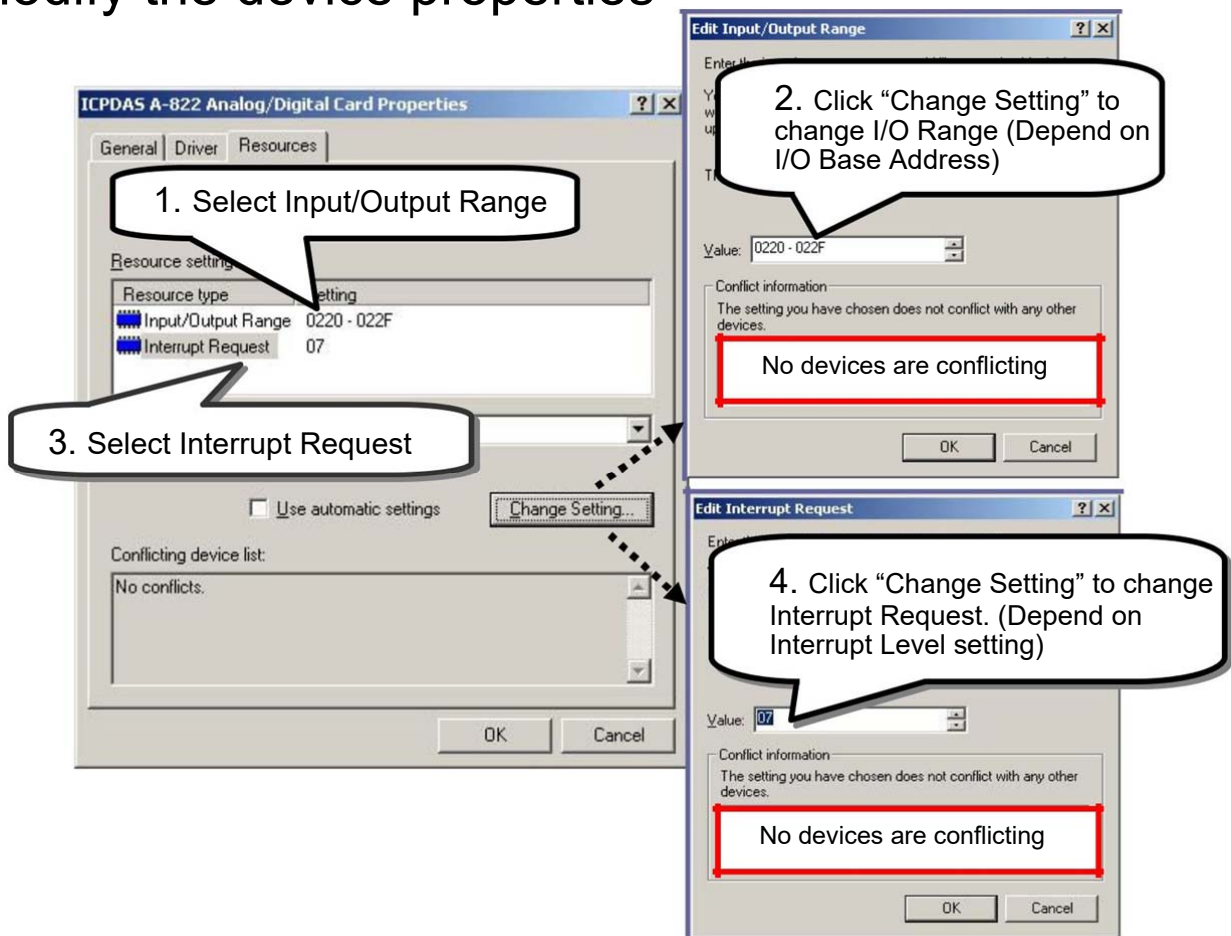 the device properties
ICPDAS A-822 Analog/Digital Card Properties
General Driver Resources
1. Select Input/Output Range
Resource
Resource type
Input/Output Range 0220 - 022F
Interrupt Request 07
3. Select Interrupt Request
Use automatic settings
Change Setting...
Conflicting device list:
No conflicts.
OK Cancel
Edit Input/Output Range
2. Click “Change Setting” to
change I/O Range (Depend on
I/O Base Address)
Value: 0220 - 022F
Conflict information
The setting you have chosen does not conflict with any other
devices.
No devices are conflicting
OK Cancel
Edit Interrupt Request
4. Click “Change Setting” to change
Interrupt Request. (Depend on
Interrupt Level setting)
Value: 07
Conflict information
The setting you have chosen does not conflict with any other
devices.
No devices are conflicting
OK Cancel